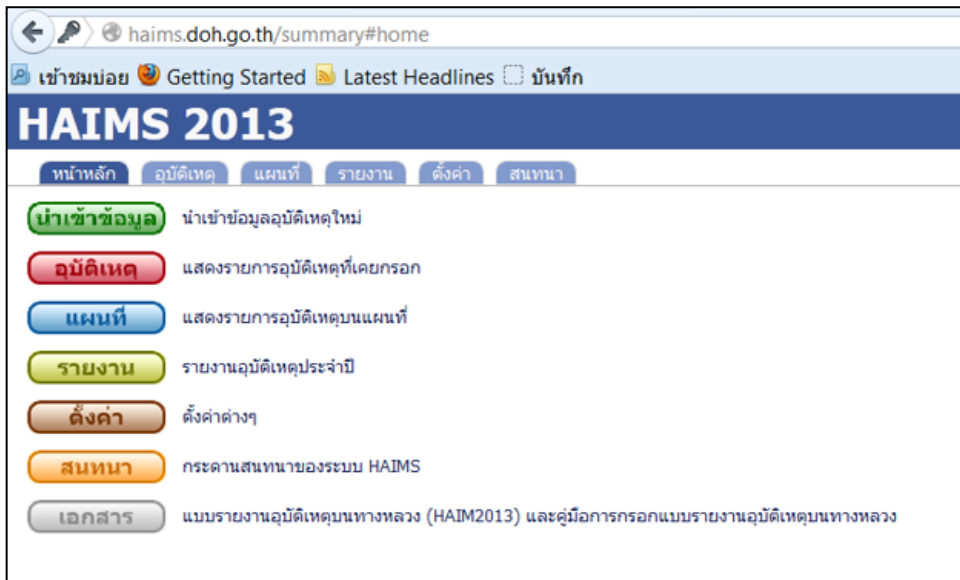 haims.doh.go.th/summary#home
เข้าชมบ่อย Getting Started Latest Headlines บันทึก
HAIMS 2013
หน้าหลัก อุบัติเหตุ แผนที่ รายงาน ตั้งค่า สนทนา
นำเข้าข้อมูล นำเข้าข้อมูลอุบัติเหตุใหม่
อุบัติเหตุ แสดงรายการอุบัติเหตุที่เคยกรอก
แผนที่ แสดงรายการอุบัติเหตุบนแผนที่
รายงาน รายงานอุบัติเหตุประจำปี
ตั้งค่า ตั้งค่าต่างๆ
สนทนา กระดานสนทนาของระบบ HAIMS
เอกสาร แบบรายงานอุบัติเหตุบนทางหลวง (HAIM2013) และคู่มือการกรอกแบบรายงานอุบัติเหตุบนทางหลวง